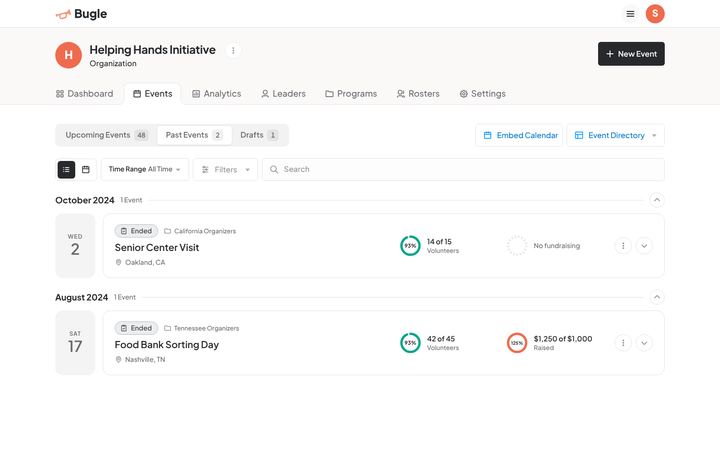 Bugle
S
H
Helping Hands Initiative
Organization
New Event
Dashboard
Events
Analytics
Leaders
Programs
Rosters
Settings
Upcoming Events 48
Past Events 2
Drafts 1
Embed Calendar
Event Directory
Time Range All Time
Filters
Search
October 2024 1 Event
WED
2
Ended California Organizers
Senior Center Visit
Oakland, CA
93%
14 of 15
Volunteers
No fundraising
August 2024 1 Event
SAT
17
Ended Tennessee Organizers
Food Bank Sorting Day
Nashville, TN
93%
42 of 45
Volunteers
125%
$1,250 of $1,000
Raised